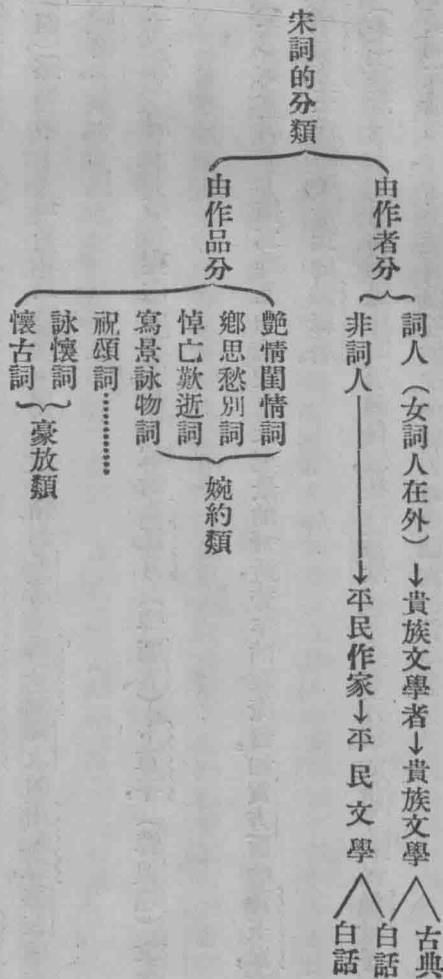 宋詞的分類
由作者分
詞人（女詞人在外）→貴族文學者→貴族文學
古典
白話
非詞人→平民作家→平民文學
白話
由作品分
艷情閨情詞
鄉思愁別詞
悼亡歎逝詞
寫景詠物詞
婉約類
祝頌詞…………
詠懷詞
懷古詞
豪放類